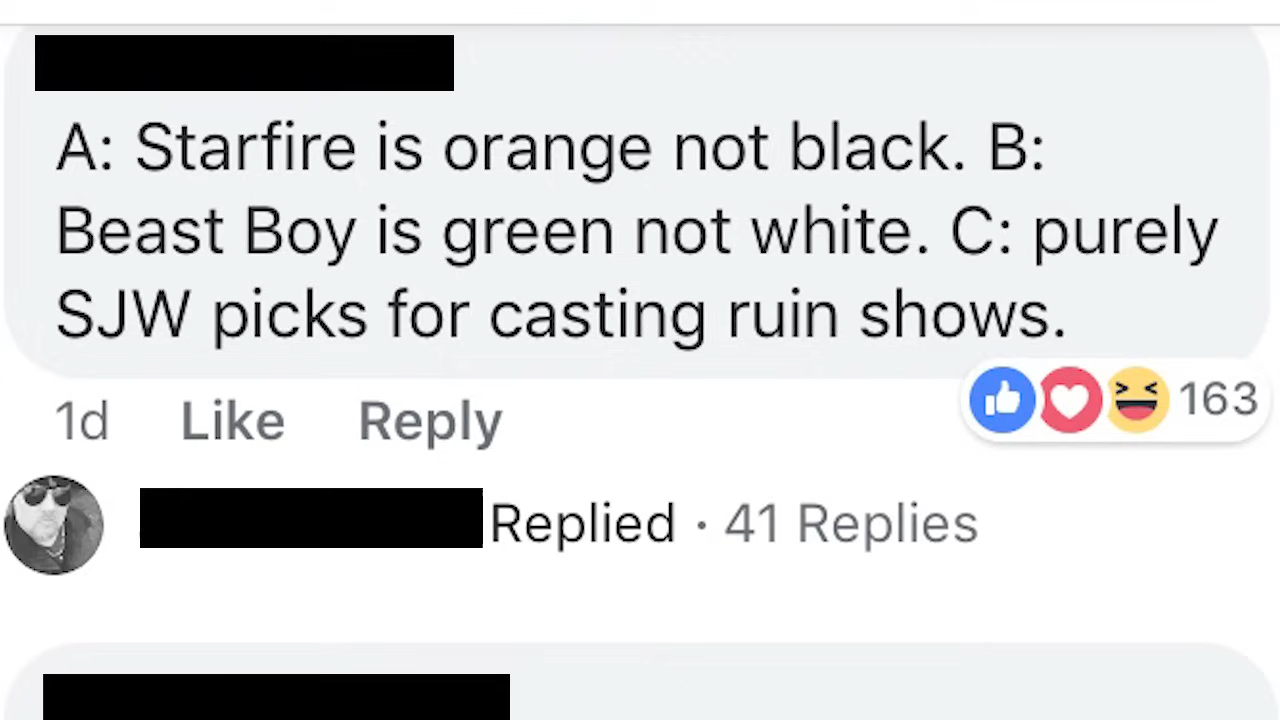 A: Starfire is orange not black. B:
Beast Boy is green not white. C: purely
SJW picks for casting ruin shows.
1d Like Reply 163
Replied · 41 Replies